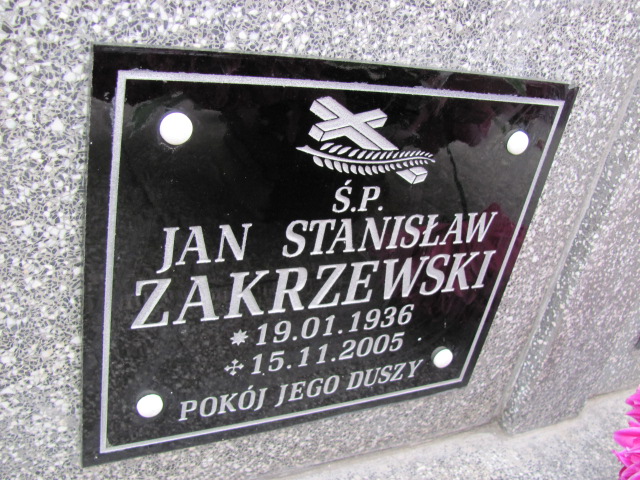 Ś.P.
JAN STANISŁAW
ZAKRZEWSKI
19.01.1936
15.11.2005
POKÓJ JEGO DUSZY